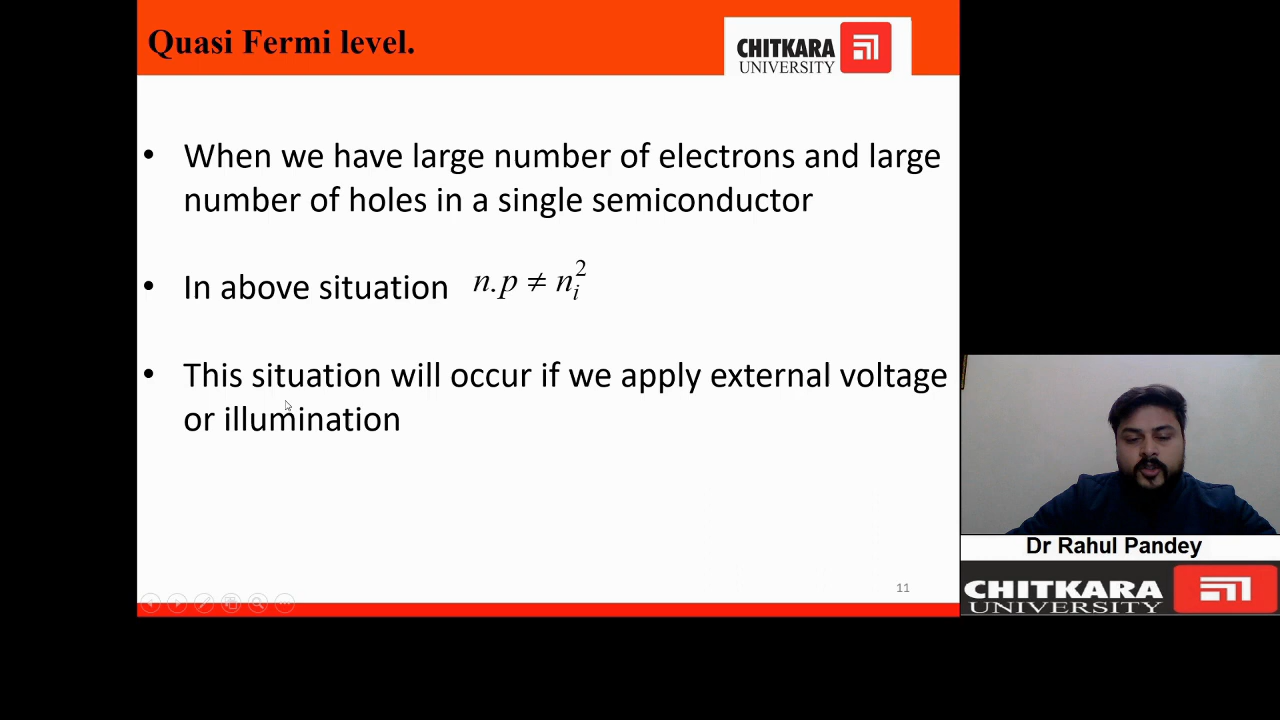 Quasi Fermi level.
CHITKARA
UNIVERSITY
• When we have large number of electrons and large
number of holes in a single semiconductor
• In above situation n.p ≠ n_i^2
• This situation will occur if we apply external voltage
or illumination
11
Dr Rahul Pandey
CHITKARA
UNIVERSITY